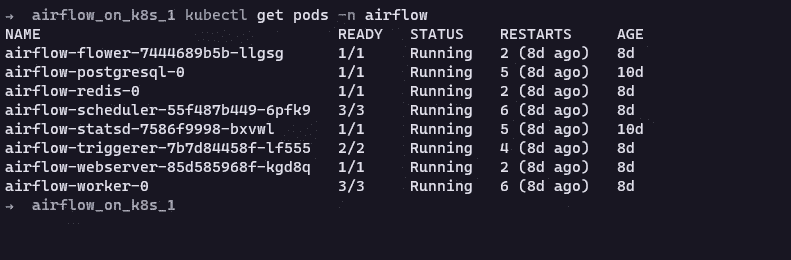 → airflow_on_k8s_1 kubectl get pods -n airflow
NAME READY STATUS RESTARTS AGE
airflow-flower-7444689b5b-llgsg 1/1 Running 2 (8d ago) 8d
airflow-postgresql-0 1/1 Running 5 (8d ago) 10d
airflow-redis-0 1/1 Running 2 (8d ago) 8d
airflow-scheduler-55f487b449-6pfk9 3/3 Running 6 (8d ago) 8d
airflow-statsd-7586f9998-bxvwl 1/1 Running 5 (8d ago) 10d
airflow-triggerer-7b7d84458f-lf555 2/2 Running 4 (8d ago) 8d
airflow-webserver-85d585968f-kgd8q 1/1 Running 2 (8d ago) 8d
airflow-worker-0 3/3 Running 6 (8d ago) 8d
→ airflow_on_k8s_1